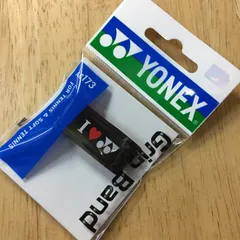 YONEX
AC173
FOR TENNIS & SOFT TENNIS
I ❤
Grip Band